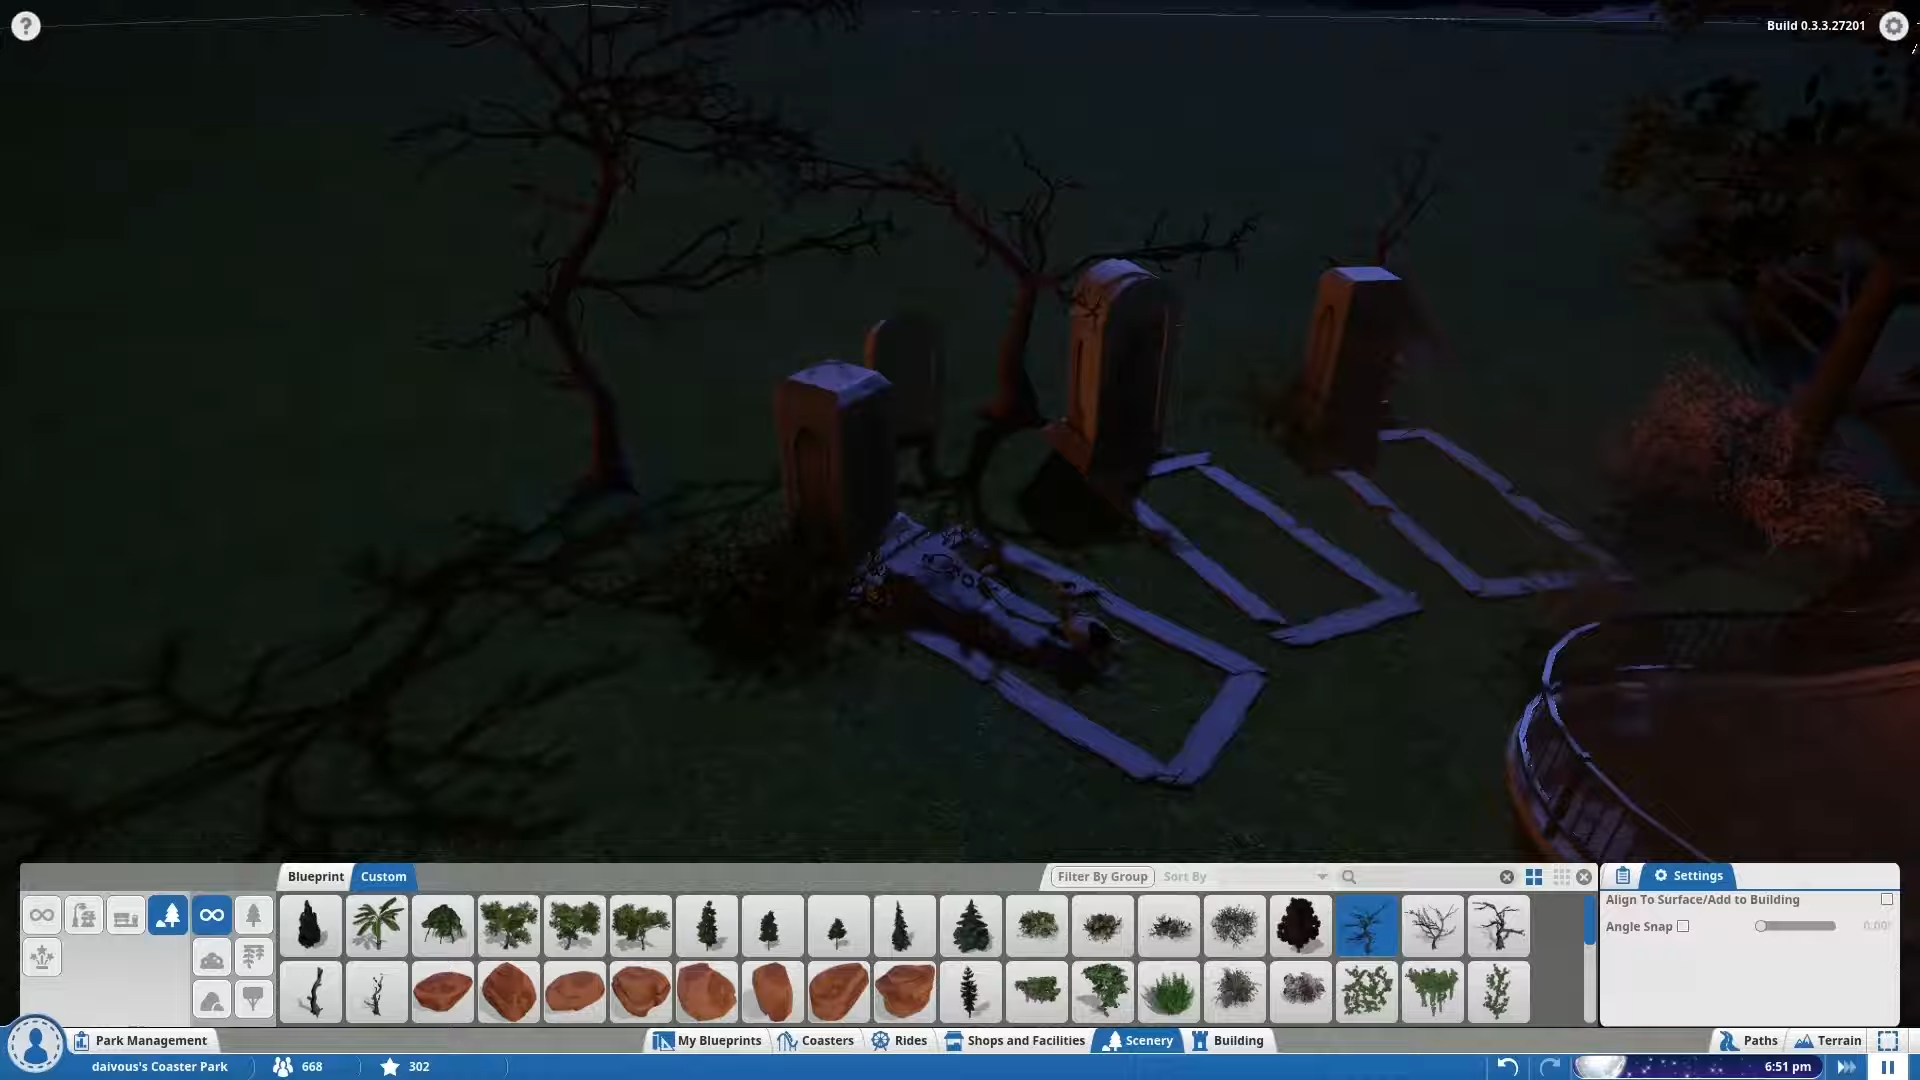 ?
Build 0.3.3.27201
Blueprint
Custom
Filter By Group
Sort By
Settings
Align To Surface/Add to Building
Angle Snap
0.00°
Park Management
My Blueprints
Coasters
Rides
Shops and Facilities
Scenery
Building
Paths
Terrain
daivous's Coaster Park
668
302
6:51 pm